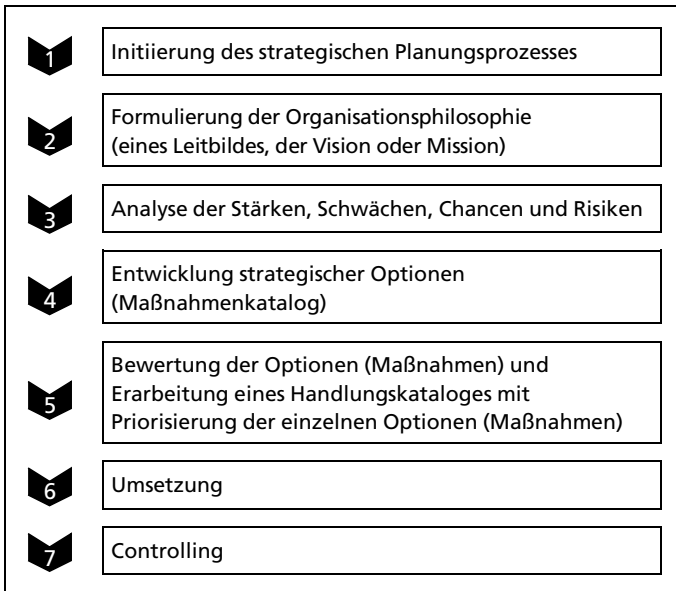 1
Initiierung des strategischen Planungsprozesses
2
Formulierung der Organisationsphilosophie
(eines Leitbildes, der Vision oder Mission)
3
Analyse der Stärken, Schwächen, Chancen und Risiken
4
Entwicklung strategischer Optionen
(Maßnahmenkatalog)
5
Bewertung der Optionen (Maßnahmen) und
Erarbeitung eines Handlungskataloges mit
Priorisierung der einzelnen Optionen (Maßnahmen)
6
Umsetzung
7
Controlling